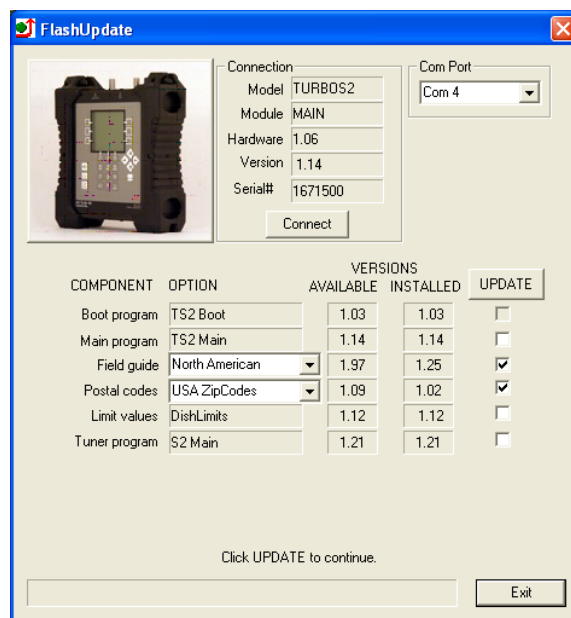 FlashUpdate
Connection
Model TURBOS2
Module MAIN
Hardware 1.06
Version 1.14
Serial# 1671500
Connect
Com Port
Com 4
VERSIONS
COMPONENT OPTION AVAILABLE INSTALLED UPDATE
Boot program TS2 Boot 1.03 1.03
Main program TS2 Main 1.14 1.14
Field guide North American 1.97 1.25
Postal codes USA ZipCodes 1.09 1.02
Limit values DishLimits 1.12 1.12
Tuner program S2 Main 1.21 1.21
Click UPDATE to continue.
Exit